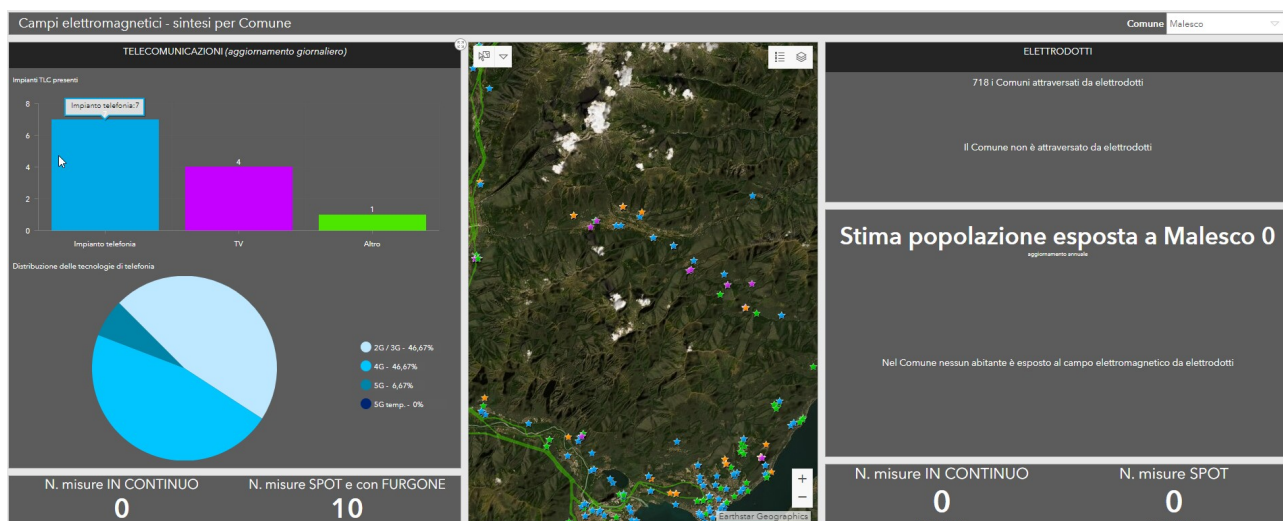 Campi elettromagnetici - sintesi per Comune
Comune Malesco
TELECOMUNICAZIONI (aggiornamento giornaliero)
Impianti TLC presenti
8
6
4
2
0
Impianto telefonia:7
4
1
Impianto telefonia
TV
Altro
Distribuzione delle tecnologie di telefonia
2G / 3G - 46,67%
4G - 46,67%
5G - 6,67%
5G temp. - 0%
N. misure IN CONTINUO
0
N. misure SPOT e con FURGONE
10
+
−
Earthstar Geographics
ELETTRODOTTI
718 i Comuni attraversati da elettrodotti
Il Comune non è attraversato da elettrodotti
Stima popolazione esposta a Malesco 0
aggiornamento annuale
Nel Comune nessun abitante è esposto al campo elettromagnetico da elettrodotti
N. misure IN CONTINUO
0
N. misure SPOT
0